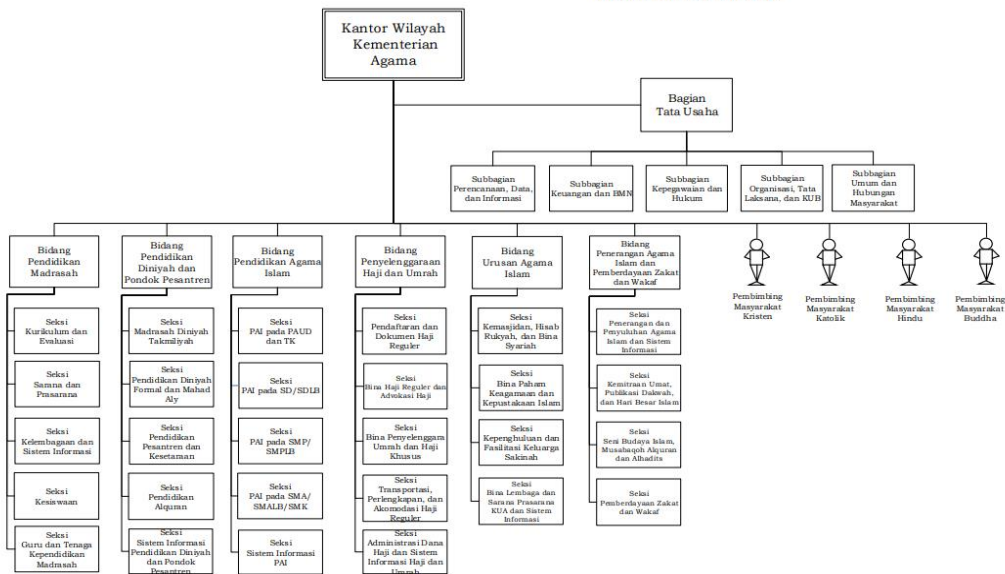 Kantor Wilayah
Kementerian
Agama
Bagian
Tata Usaha
Subbagian
Perencanaan, Data,
dan Informasi
Subbagian
Keuangan dan BMN
Subbagian
Kepegawaian dan
Hukum
Subbagian
Organisasi, Tata
Laksana, dan KUB
Subbagian
Umum dan
Hubungan
Masyarakat
Bidang
Pendidikan
Madrasah
Seksi
Kurikulum dan
Evaluasi
Seksi
Sarana dan
Prasarana
Seksi
Kelembagaan dan
Sistem Informasi
Seksi
Kesiswaan
Seksi
Guru dan Tenaga
Kependidikan
Madrasah
Bidang
Pendidikan
Diniyah dan
Pondok Pesantren
Seksi
Madrasah Diniyah
Takmiliyah
Seksi
Pendidikan Diniyah
Formal dan Mahad
Aly
Seksi
Pendidikan
Pesantren dan
Kesetaraan
Seksi
Pendidikan
Alquran
Seksi
Sistem Informasi
Pendidikan Diniyah
dan Pondok
Pesantren
Bidang
Pendidikan Agama
Islam
Seksi
PAI pada PAUD
dan TK
Seksi
PAI pada SD/SDLB
Seksi
PAI pada SMP/
SMPLB
Seksi
PAI pada SMA/
SMALB/SMK
Seksi
Sistem Informasi
PAI
Bidang
Penyelenggaraan
Haji dan Umrah
Seksi
Pendaftaran dan
Dokumen Haji
Reguler
Seksi
Bina Haji Reguler dan
Advokasi Haji
Seksi
Bina Penyelenggara
Umrah dan Haji
Khusus
Seksi
Transportasi,
Perlengkapan, dan
Akomodasi Haji
Reguler
Seksi
Administrasi Dana
Haji dan Sistem
Informasi Haji dan
Umrah
Bidang
Urusan Agama
Islam
Seksi
Kemasjidan, Hisab
Rukyah, dan Bina
Syariah
Seksi
Bina Paham
Keagamaan dan
Kepustakaan Islam
Seksi
Kepenghuluan dan
Fasilitasi Keluarga
Sakinah
Seksi
Bina Lembaga dan
Sarana Prasarana
KUA dan Sistem
Informasi
Bidang
Penerangan Agama
Islam dan
Pemberdayaan Zakat
dan Wakaf
Seksi
Penerangan dan
Penyuluhan Agama
Islam dan Sistem
Informasi
Seksi
Kemitraan Umat,
Publikasi Dakwah,
dan Hari Besar Islam
Seksi
Seni Budaya Islam,
Musabaqoh Alquran
dan Alhadits
Seksi
Pemberdayaan Zakat
dan Wakaf
Pembimbing
Masyarakat
Kristen
Pembimbing
Masyarakat
Katolik
Pembimbing
Masyarakat
Hindu
Pembimbing
Masyarakat
Buddha